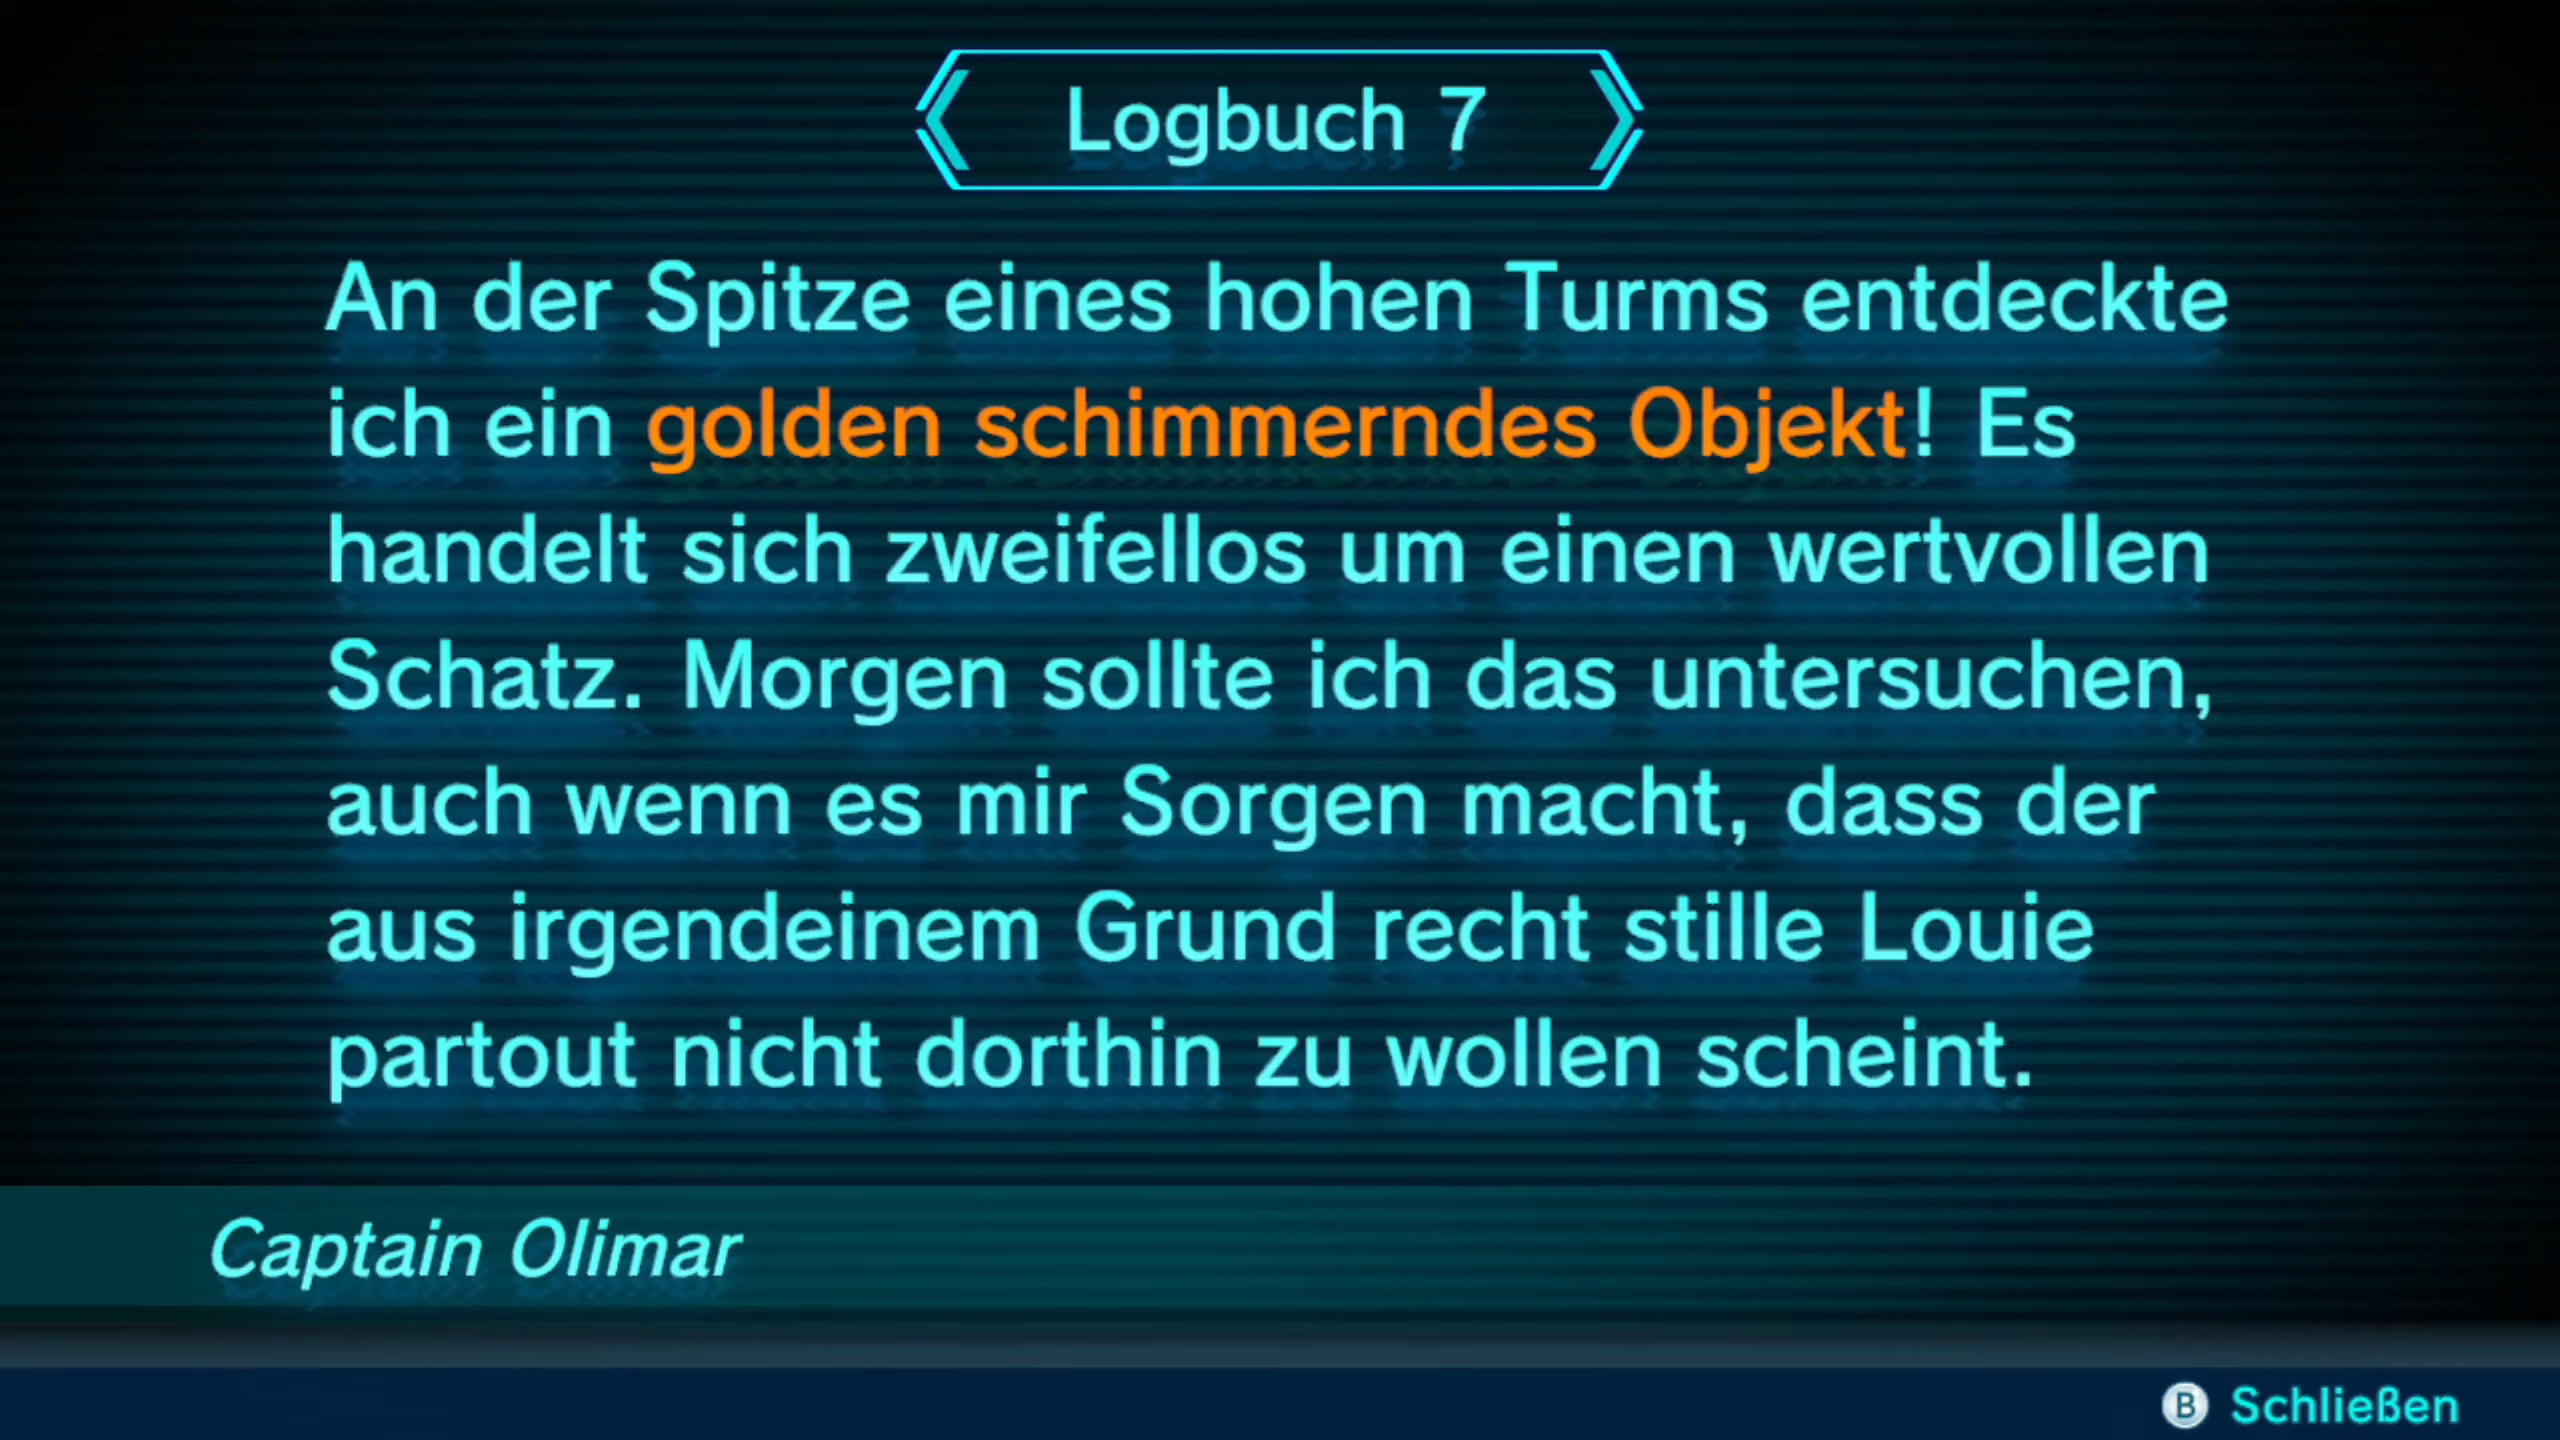 Logbuch 7
An der Spitze eines hohen Turms entdeckte
ich ein golden schimmerndes Objekt! Es
handelt sich zweifellos um einen wertvollen
Schatz. Morgen sollte ich das untersuchen,
auch wenn es mir Sorgen macht, dass der
aus irgendeinem Grund recht stille Louie
partout nicht dorthin zu wollen scheint.
Captain Olimar
B Schließen